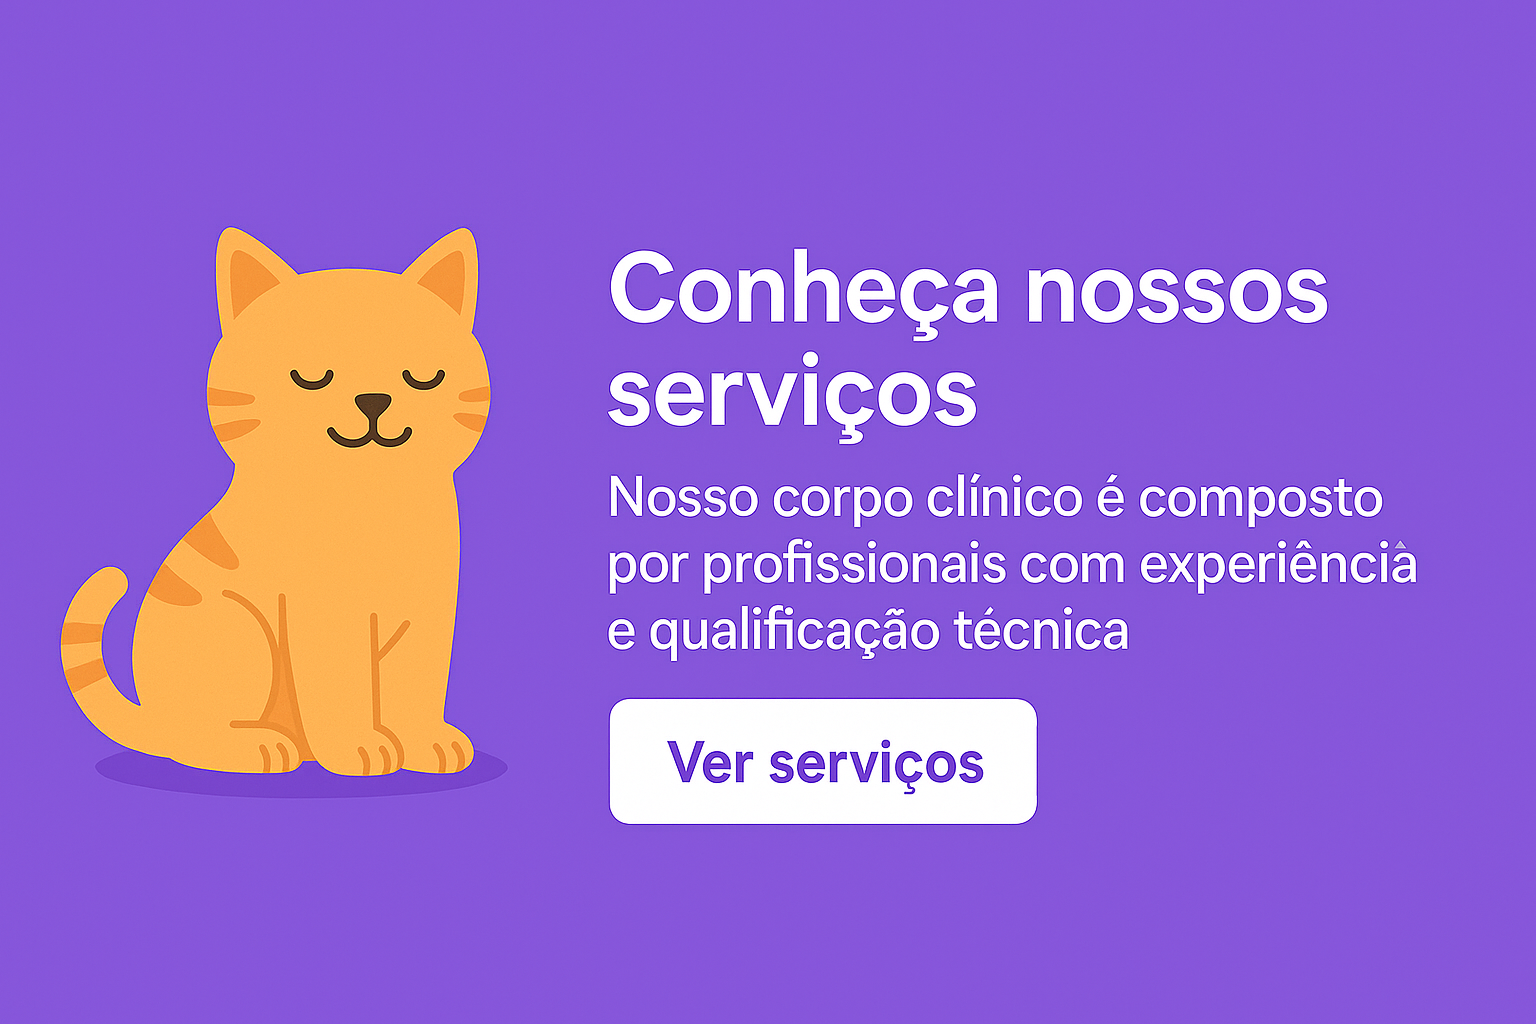 Conheça nossos
serviços
Nosso corpo clínico é composto
por profissionais com experiência
e qualificação técnica
Ver serviços